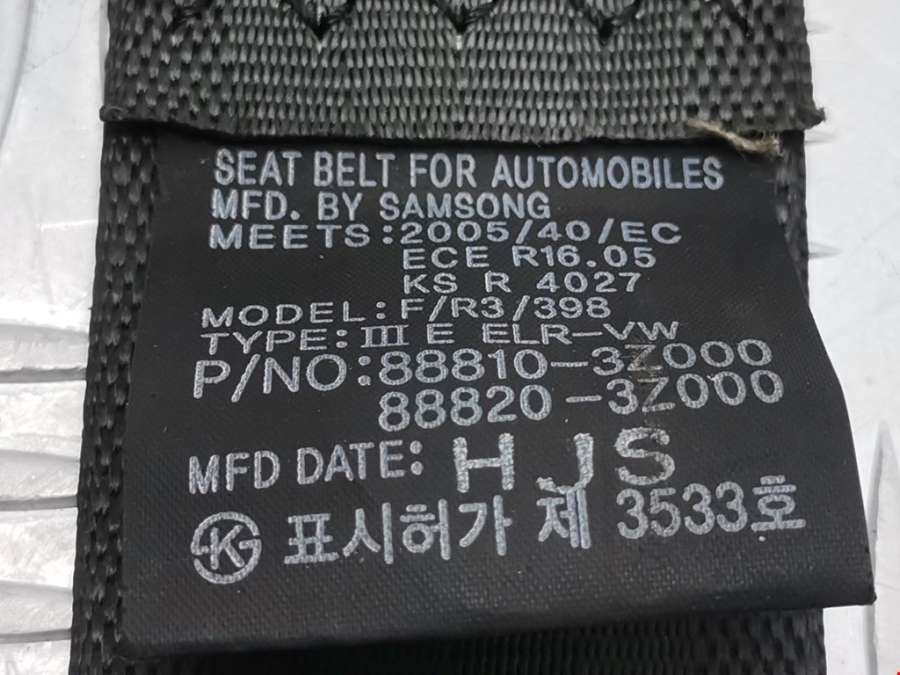 SEAT BELT FOR AUTOMOBILES
MFD. BY SAMSONG
MEETS:2005/40/EC
ECE R16.05
KS R 4027
MODEL:F/R3/398
TYPE:Ⅲ E ELR-VW
P/NO:88810-3Z000
88820-3Z000
MFD DATE: HJS
KS 표시허가 제 3533호